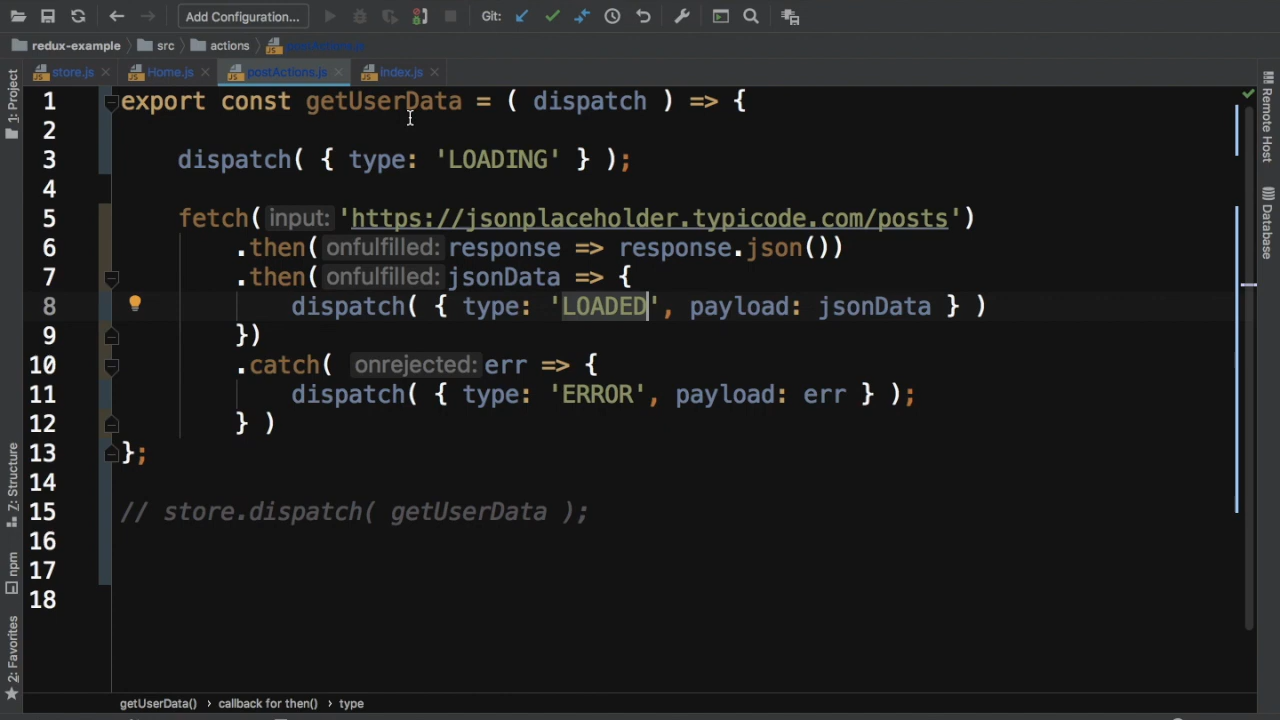 Add Configuration...
Git:
redux-example
src
actions
postActions.js
store.js
Home.js
postActions.js
index.js
1: Project
Remote Host
Database
Z: Structure
npm
2: Favorites
1 export const getUserData = ( dispatch ) => {
2
3 dispatch( { type: 'LOADING' } );
4
5 fetch( input: 'https://jsonplaceholder.typicode.com/posts')
6 .then( onfulfilled: response => response.json())
7 .then( onfulfilled: jsonData => {
8 dispatch( { type: 'LOADED', payload: jsonData } )
9 })
10 .catch( onrejected: err => {
11 dispatch( { type: 'ERROR', payload: err } );
12 } )
13 };
14
15 // store.dispatch( getUserData );
16
17
18
getUserData() › callback for then() › type